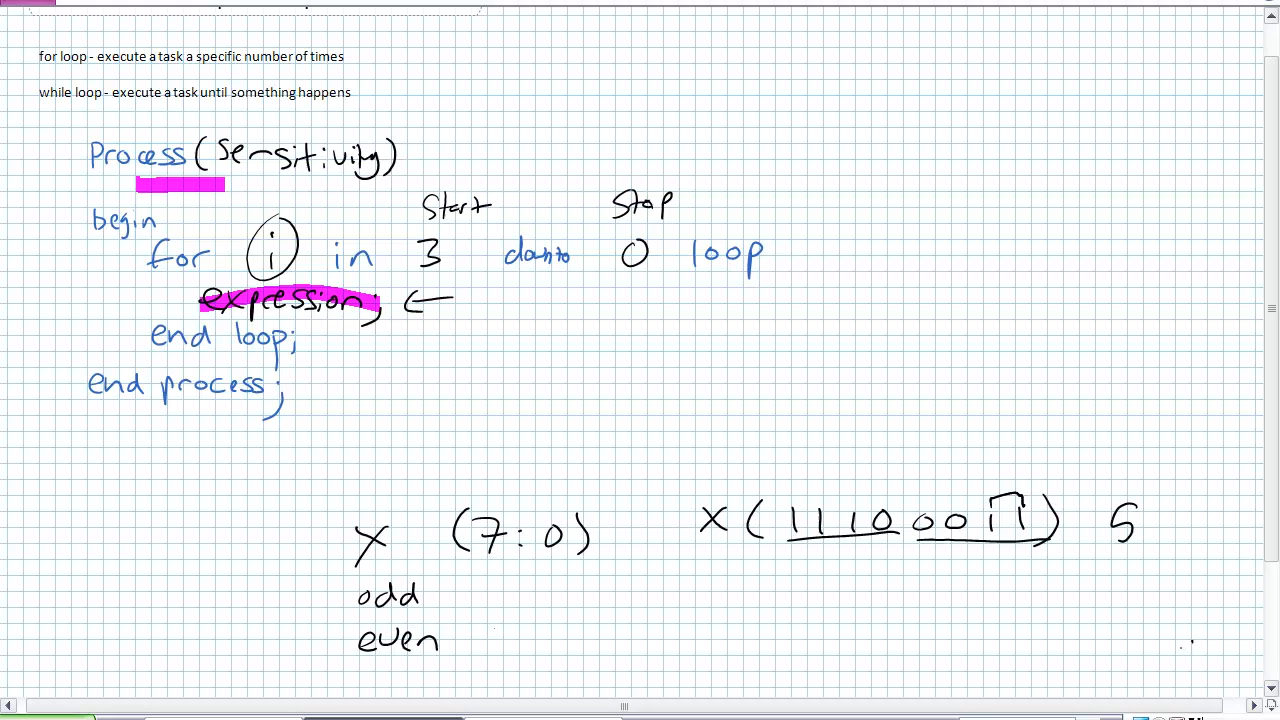 for loop - execute a task a specific number of times
while loop - execute a task until something happens
Process (Sensitivity)
Start Stop
begin
for i in 3 downto 0 loop
expression; ←
end loop;
end process;
X (7:0) X (11100011) 5
odd
even